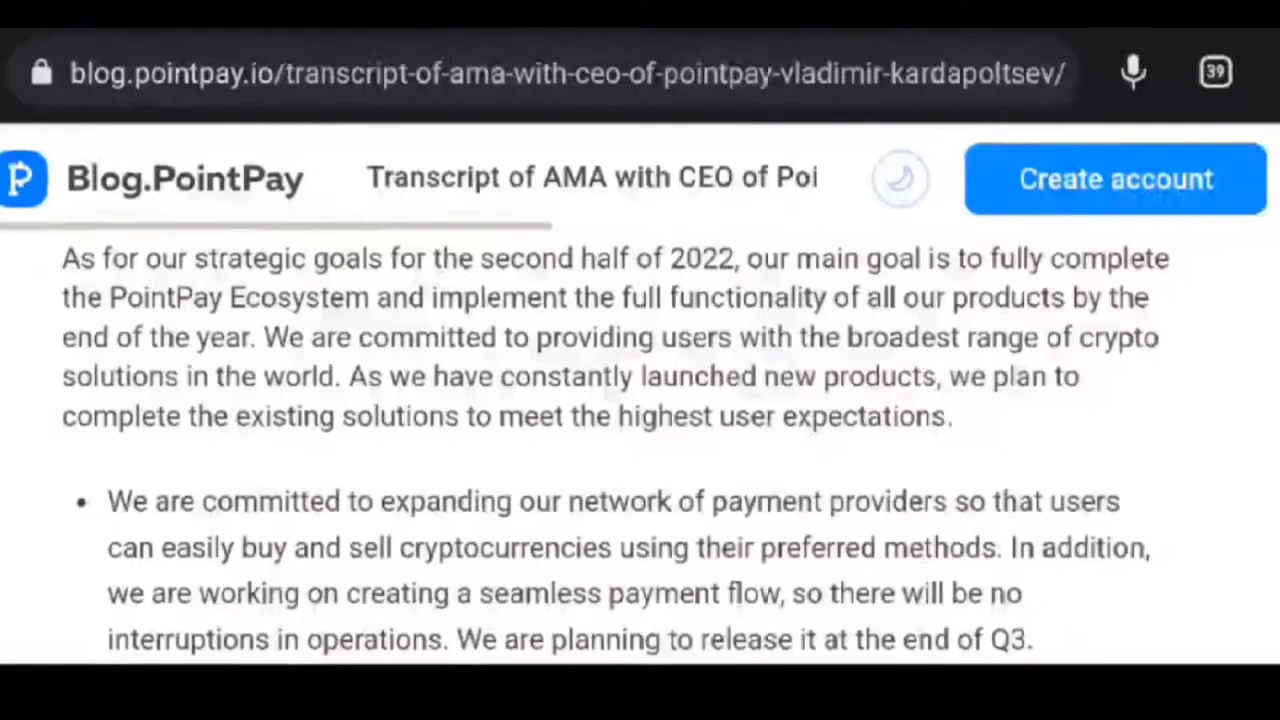 blog.pointpay.io/transcript-of-ama-with-ceo-of-pointpay-vladimir-kardapoltsev/
39
Blog.PointPay
Transcript of AMA with CEO of Poi
Create account
As for our strategic goals for the second half of 2022, our main goal is to fully complete
the PointPay Ecosystem and implement the full functionality of all our products by the
end of the year. We are committed to providing users with the broadest range of crypto
solutions in the world. As we have constantly launched new products, we plan to
complete the existing solutions to meet the highest user expectations.
• We are committed to expanding our network of payment providers so that users
can easily buy and sell cryptocurrencies using their preferred methods. In addition,
we are working on creating a seamless payment flow, so there will be no
interruptions in operations. We are planning to release it at the end of Q3.